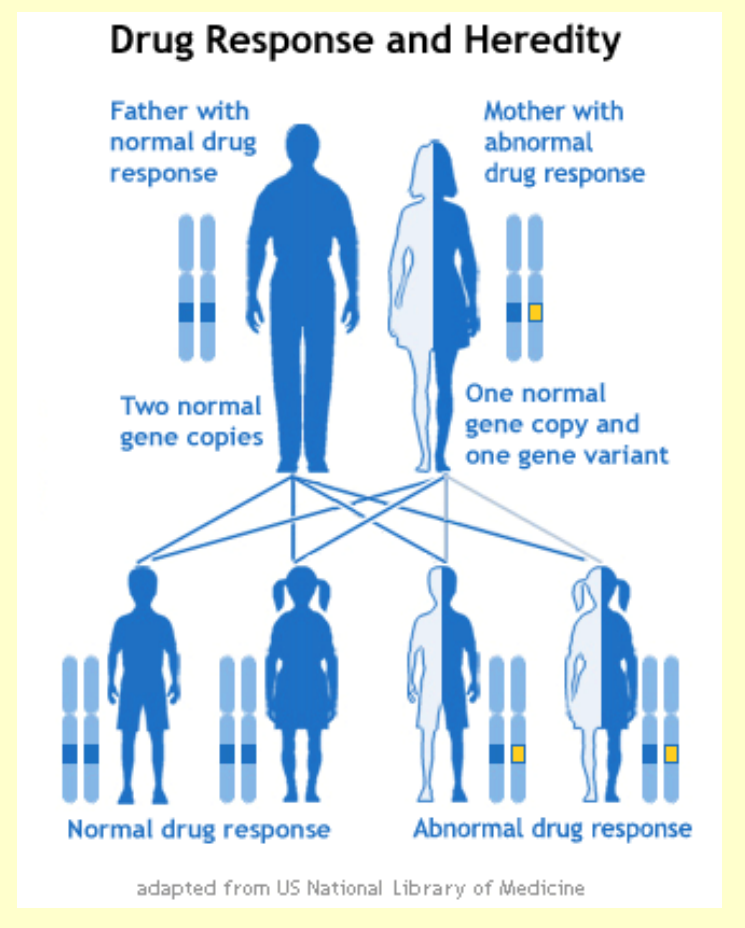 Drug Response and Heredity
Father with
normal drug
response
Mother with
abnormal
drug response
Two normal
gene copies
One normal
gene copy and
one gene variant
Normal drug response
Abnormal drug response
adapted from US National Library of Medicine